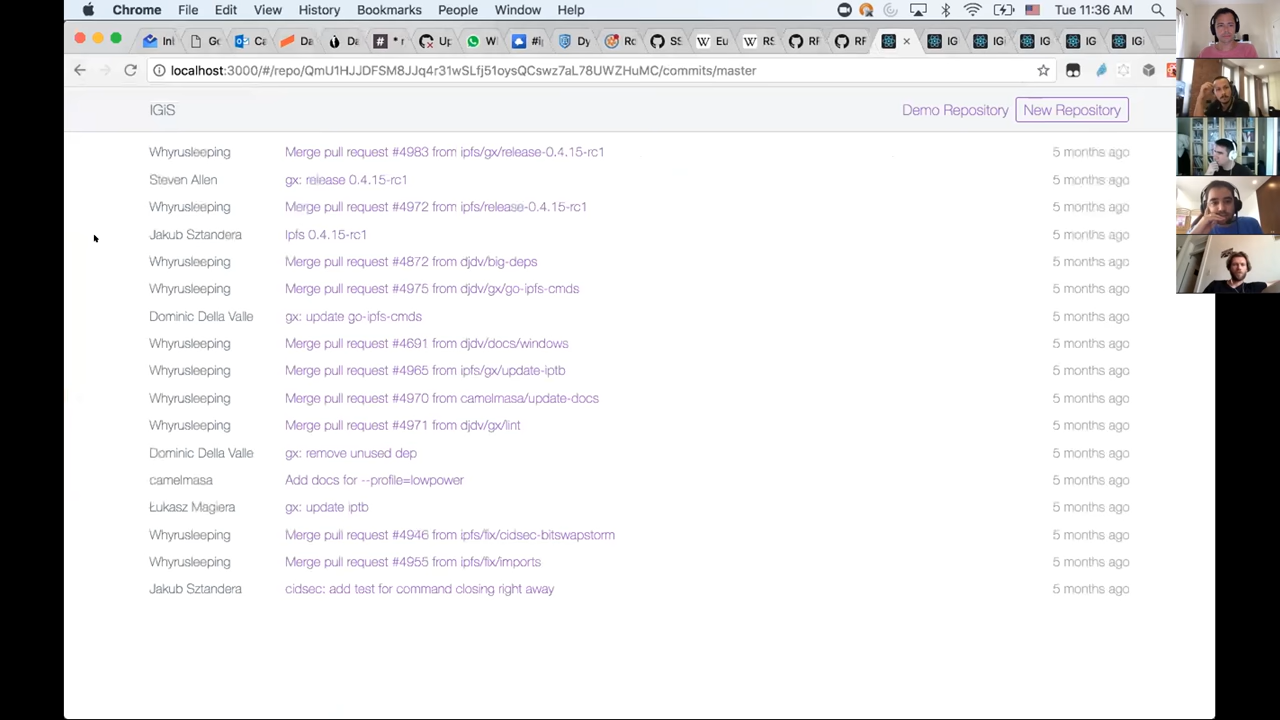 Chrome File Edit View History Bookmarks People Window Help Tue 11:36 AM
localhost:3000/#/repo/QmU1HJJDFSM8JJq4r31wSLfj51oysQCswz7aL78UWZHuMC/commits/master
IGiS Demo Repository New Repository
Whyrusleeping Merge pull request #4983 from ipfs/gx/release-0.4.15-rc1 5 months ago
Steven Allen gx: release 0.4.15-rc1 5 months ago
Whyrusleeping Merge pull request #4972 from ipfs/release-0.4.15-rc1 5 months ago
Jakub Sztandera Ipfs 0.4.15-rc1 5 months ago
Whyrusleeping Merge pull request #4872 from djdv/big-deps 5 months ago
Whyrusleeping Merge pull request #4975 from djdv/gx/go-ipfs-cmds 5 months ago
Dominic Della Valle gx: update go-ipfs-cmds 5 months ago
Whyrusleeping Merge pull request #4691 from djdv/docs/windows 5 months ago
Whyrusleeping Merge pull request #4965 from ipfs/gx/update-iptb 5 months ago
Whyrusleeping Merge pull request #4970 from camelmasa/update-docs 5 months ago
Whyrusleeping Merge pull request #4971 from djdv/gx/lint 5 months ago
Dominic Della Valle gx: remove unused dep 5 months ago
camelmasa Add docs for --profile=lowpower 5 months ago
Łukasz Magiera gx: update iptb 5 months ago
Whyrusleeping Merge pull request #4946 from ipfs/fix/cidsec-bitswapstorm 5 months ago
Whyrusleeping Merge pull request #4955 from ipfs/fix/imports 5 months ago
Jakub Sztandera cidsec: add test for command closing right away 5 months ago